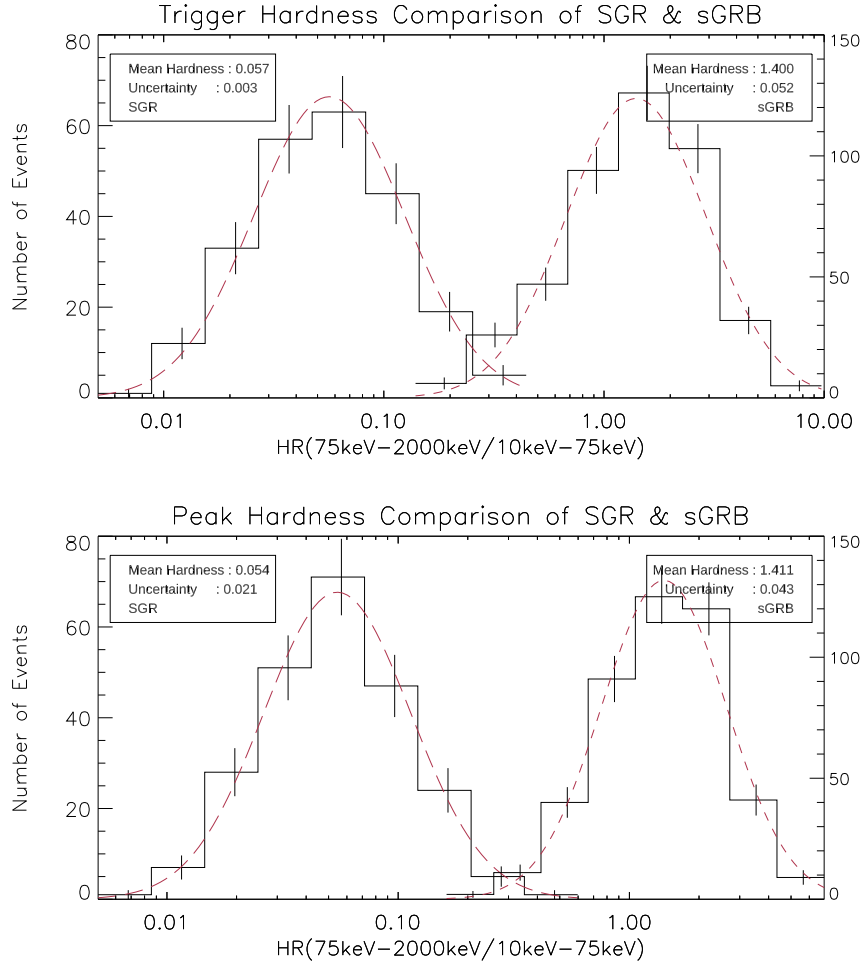 Trigger Hardness Comparison of SGR & sGRB
80
60
40
20
0
150
100
50
0
Number of Events
Mean Hardness : 0.057
Uncertainty : 0.003
SGR
Mean Hardness : 1.400
Uncertainty : 0.052
sGRB
0.01 0.10 1.00 10.00
HR(75keV-2000keV/10keV-75keV)
Peak Hardness Comparison of SGR & sGRB
80
60
40
20
0
150
100
50
0
Number of Events
Mean Hardness : 0.054
Uncertainty : 0.021
SGR
Mean Hardness : 1.411
Uncertainty : 0.043
sGRB
0.01 0.10 1.00
HR(75keV-2000keV/10keV-75keV)